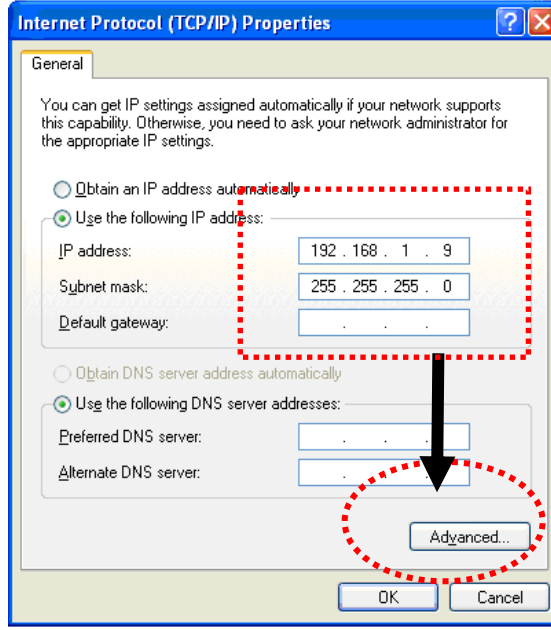 Internet Protocol (TCP/IP) Properties
General
You can get IP settings assigned automatically if your network supports
this capability. Otherwise, you need to ask your network administrator for
the appropriate IP settings.
Obtain an IP address automatically
Use the following IP address:
IP address: 192 . 168 . 1 . 9
Subnet mask: 255 . 255 . 255 . 0
Default gateway: . . .
Obtain DNS server address automatically
Use the following DNS server addresses:
Preferred DNS server: . . .
Alternate DNS server: . . .
Advanced...
OK Cancel